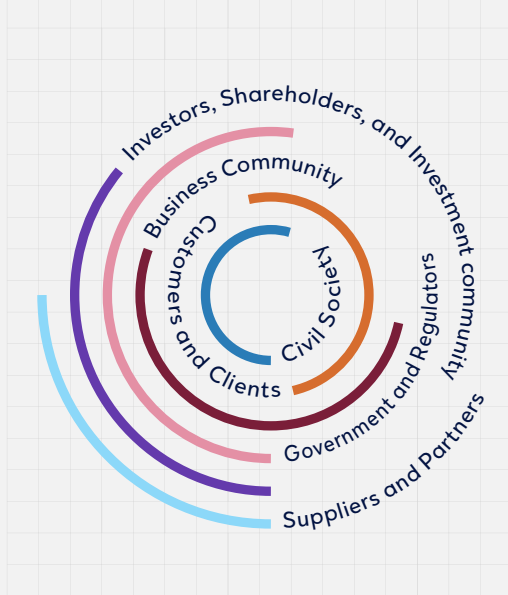 Investors, Shareholders, and Investment community
Business Community
Customers and Clients
Civil Society
Government and Regulators
Suppliers and Partners